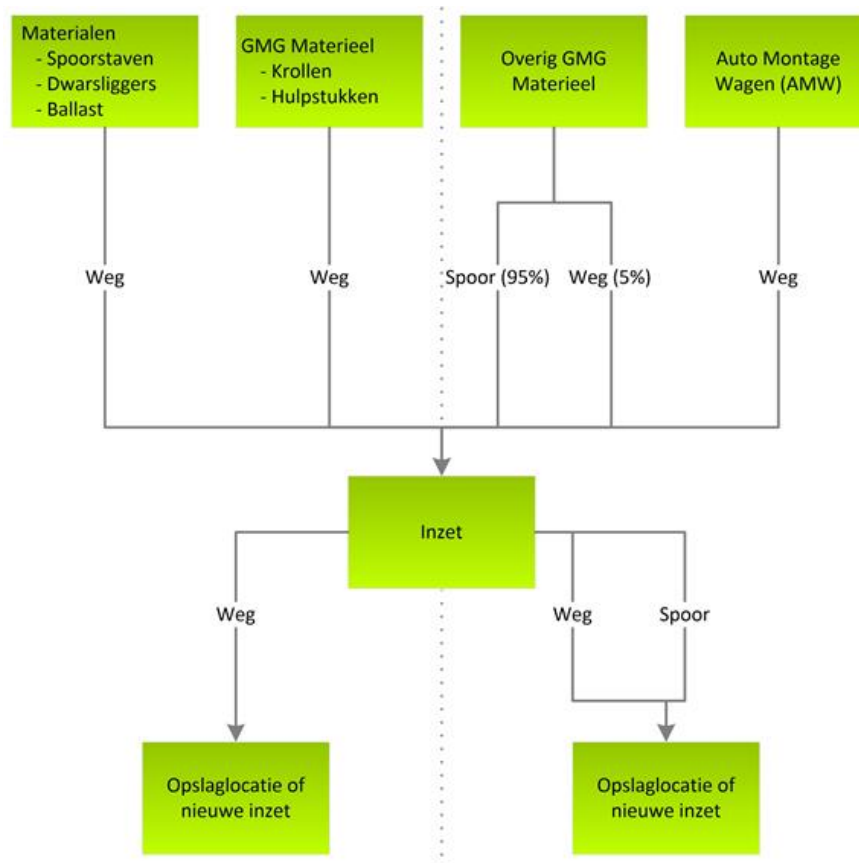 Materialen
- Spoorstaven
- Dwarsliggers
- Ballast
GMG Materieel
- Krollen
- Hulpstukken
Overig GMG
Materieel
Auto Montage
Wagen (AMW)
Weg
Weg
Spoor (95%)
Weg (5%)
Weg
Inzet
Weg
Weg
Spoor
Opslaglocatie of
nieuwe inzet
Opslaglocatie of
nieuwe inzet